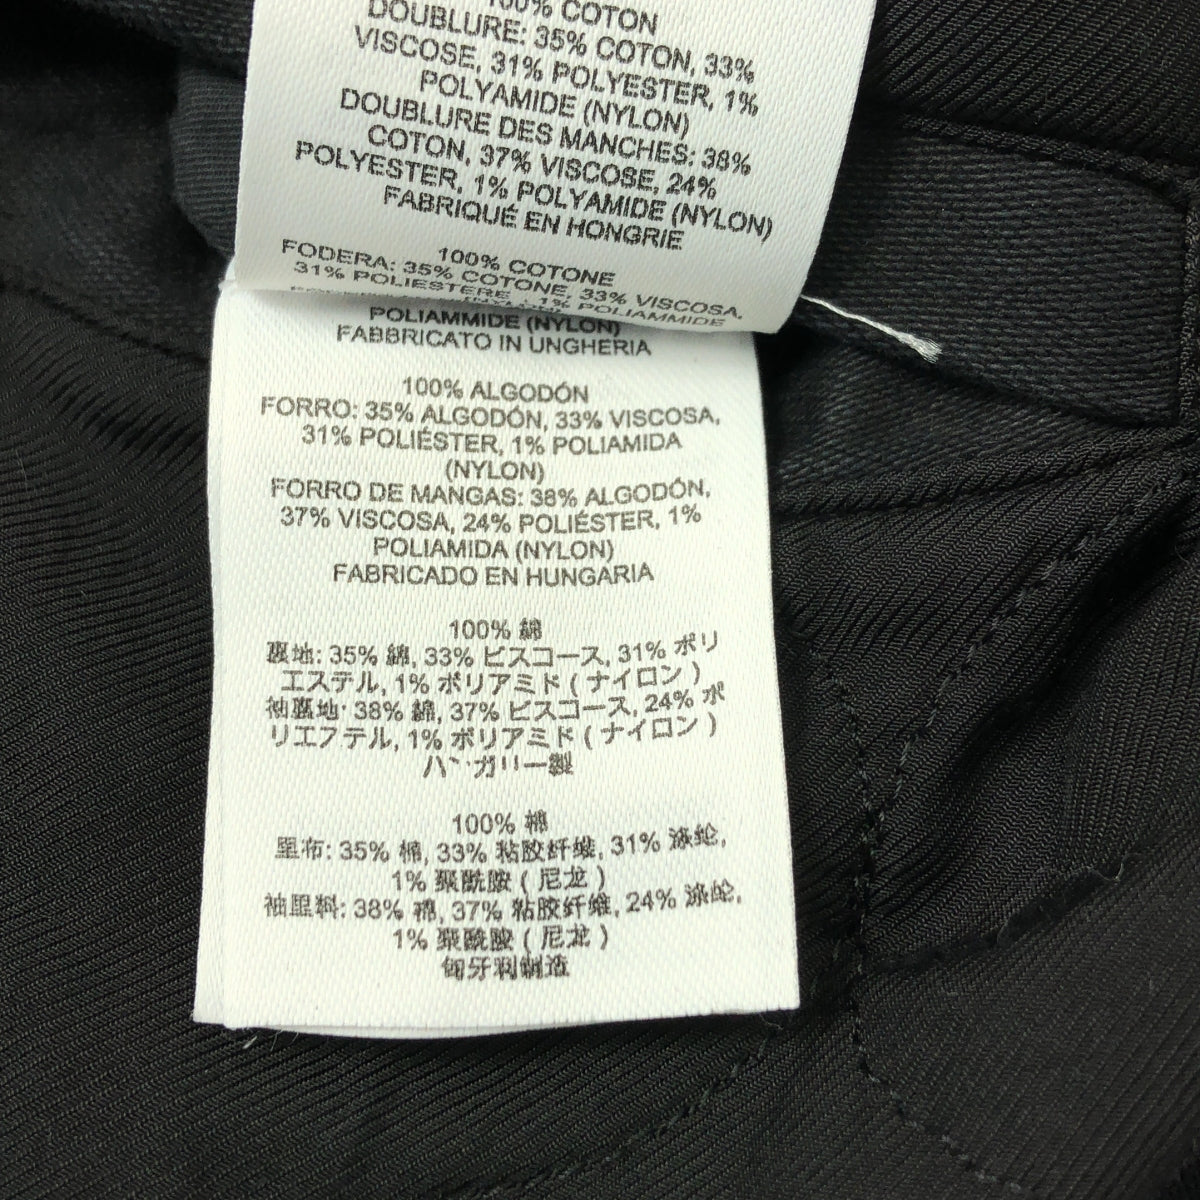 100% COTON
DOUBLURE: 35% COTON, 33%
VISCOSE, 31% POLYESTER, 1%
POLYAMIDE (NYLON)
DOUBLURE DES MANCHES: 38%
COTON, 37% VISCOSE, 24%
POLYESTER, 1% POLYAMIDE (NYLON)
FABRIQUÉ EN HONGRIE
100% COTONE
FODERA: 35% COTONE, 33% VISCOSA,
31% POLIESTERE, 1% POLIAMMIDE
POLIAMMIDE (NYLON)
FABBRICATO IN UNGHERIA
100% ALGODÓN
FORRO: 35% ALGODÓN, 33% VISCOSA,
31% POLIÉSTER, 1% POLIAMIDA
(NYLON)
FORRO DE MANGAS: 38% ALGODÓN,
37% VISCOSA, 24% POLIÉSTER, 1%
POLIAMIDA (NYLON)
FABRICADO EN HUNGARIA
100% 綿
裏地: 35% 綿, 33% ビスコース, 31% ポリ
エステル, 1% ポリアミド ( ナイロン )
袖裏地: 38% 綿, 37% ビスコース, 24% ポ
リエステル, 1% ポリアミド ( ナイロン )
ハンガリー製
100% 棉
里布: 35% 棉, 33% 粘胶纤维, 31% 涤纶,
1% 聚酰胺 ( 尼龙 )
袖里料: 38% 棉, 37% 粘胶纤维, 24% 涤纶,
1% 聚酰胺 ( 尼龙 )
匈牙利制造